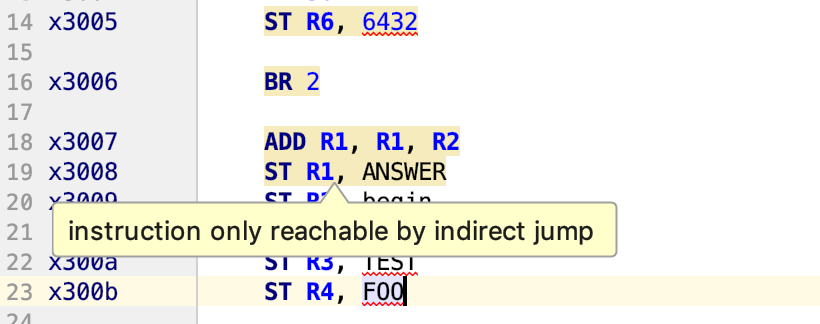 14 x3005 ST R6, 6432
15
16 x3006 BR 2
17
18 x3007 ADD R1, R1, R2
19 x3008 ST R1, ANSWER
20 x3009 ST begin
21
instruction only reachable by indirect jump
22 x300a ST R3, TEST
23 x300b ST R4, FOO
24